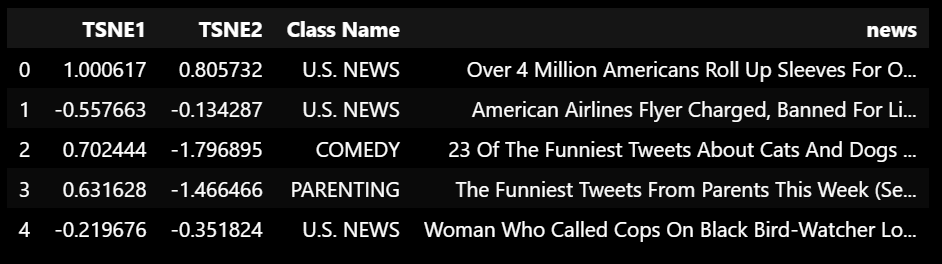 TSNE1 TSNE2 Class Name news
0 1.000617 0.805732 U.S. NEWS Over 4 Million Americans Roll Up Sleeves For O...
1 -0.557663 -0.134287 U.S. NEWS American Airlines Flyer Charged, Banned For Li...
2 0.702444 -1.796895 COMEDY 23 Of The Funniest Tweets About Cats And Dogs ...
3 0.631628 -1.466466 PARENTING The Funniest Tweets From Parents This Week (Se...
4 -0.219676 -0.351824 U.S. NEWS Woman Who Called Cops On Black Bird-Watcher Lo...